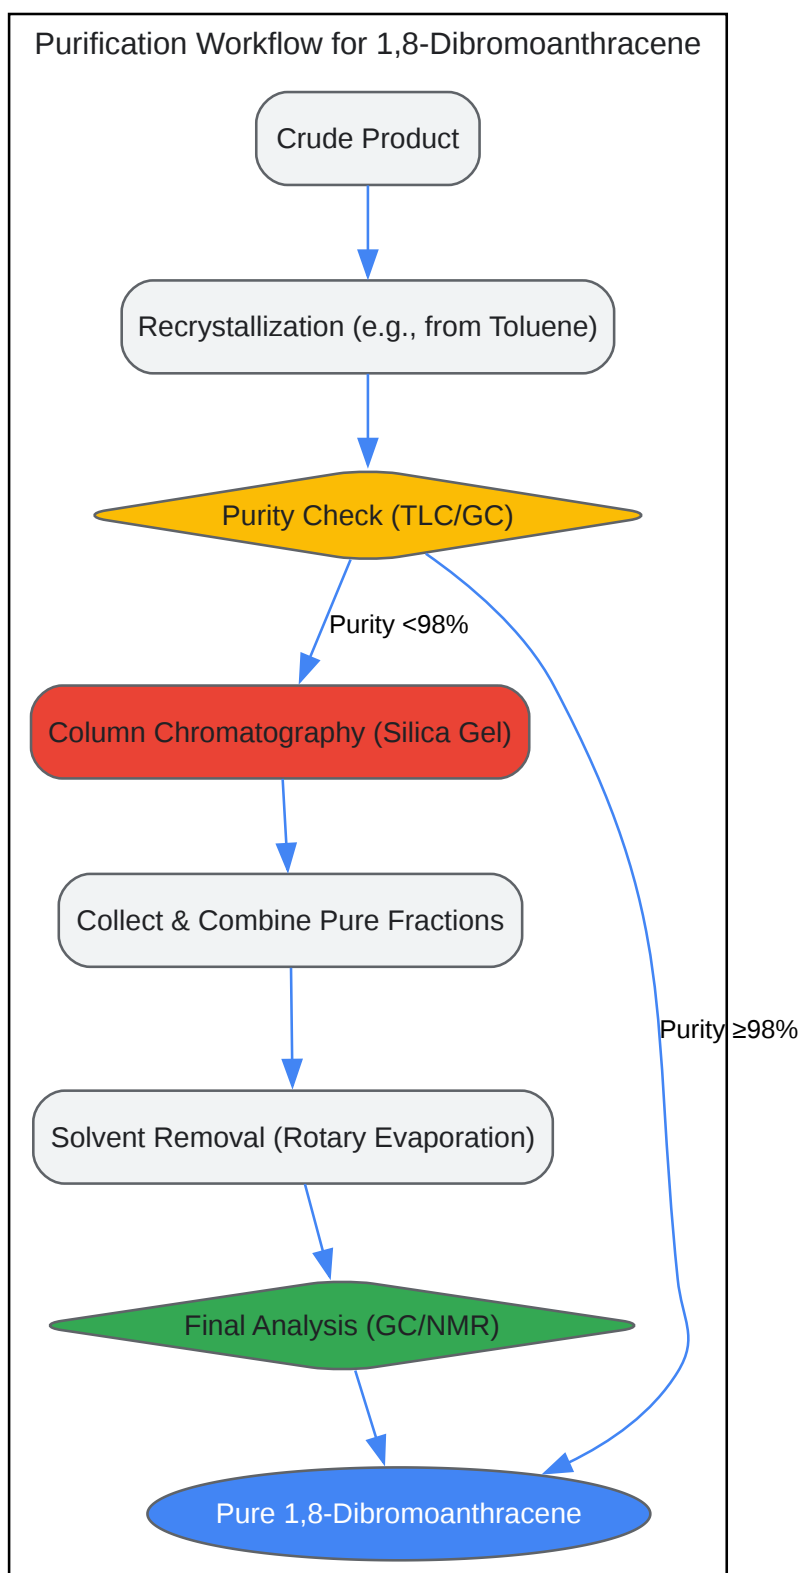 Purification Workflow for 1,8-Dibromoanthracene
Crude Product
Recrystallization (e.g., from Toluene)
Purity Check (TLC/GC)
Purity <98%
Column Chromatography (Silica Gel)
Collect & Combine Pure Fractions
Purity ≥98%
Solvent Removal (Rotary Evaporation)
Final Analysis (GC/NMR)
Pure 1,8-Dibromoanthracene